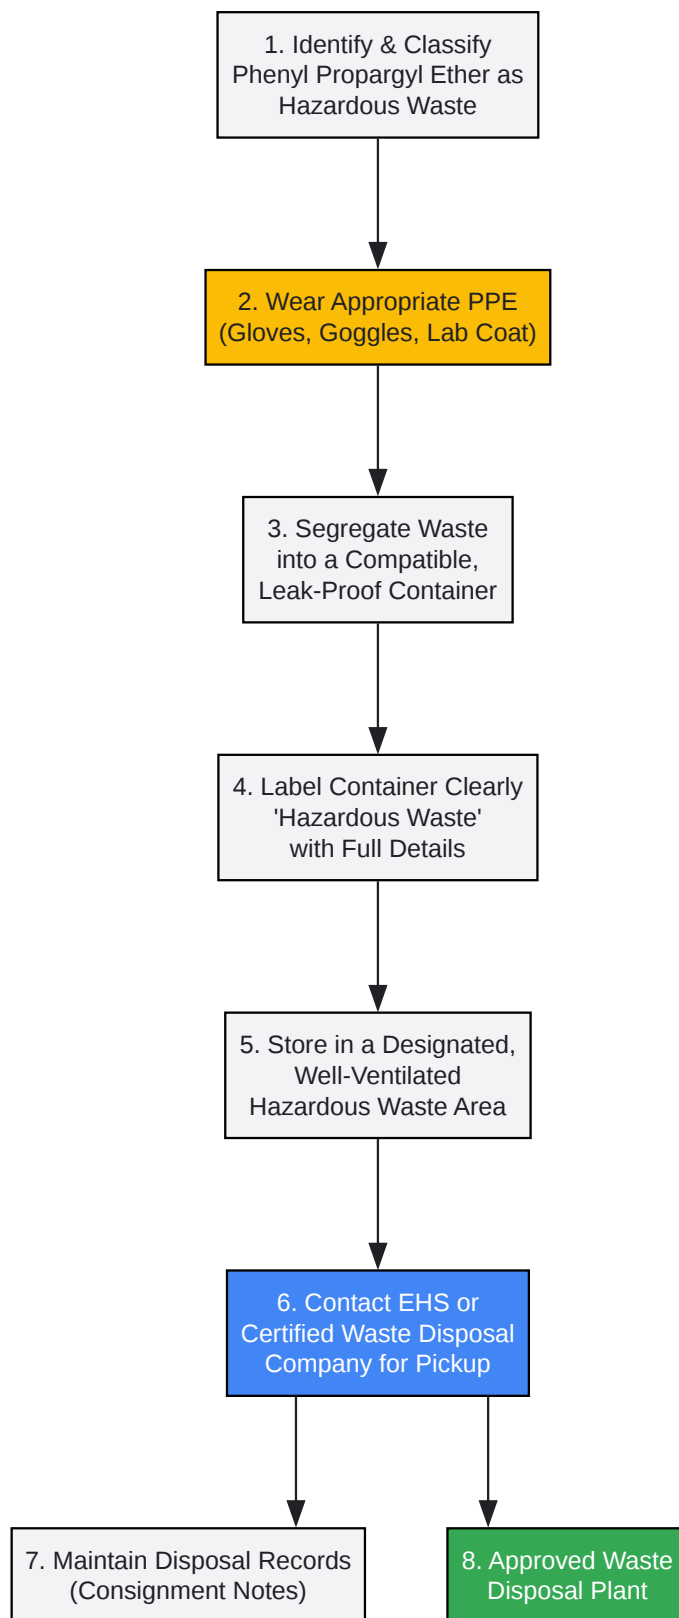 1. Identify & Classify
Phenyl Propargyl Ether as
Hazardous Waste
2. Wear Appropriate PPE
(Gloves, Goggles, Lab Coat)
3. Segregate Waste
into a Compatible,
Leak-Proof Container
4. Label Container Clearly
'Hazardous Waste'
with Full Details
5. Store in a Designated,
Well-Ventilated
Hazardous Waste Area
6. Contact EHS or
Certified Waste Disposal
Company for Pickup
7. Maintain Disposal Records
(Consignment Notes)
8. Approved Waste
Disposal Plant